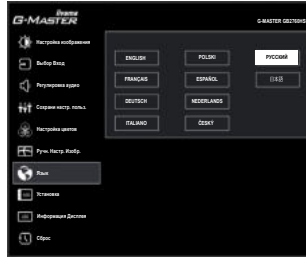 iiyama
G-MASTER
G-MASTER GB2760HS
Настройка изображения
Выбор Вход
Регулировка аудио
Сохрани настр. польз.
Настройка цветов
Ручн. Настр. Изобр.
Язык
Установка
Информация Дисплея
Сброс
ENGLISH
POLSKI
РУССКИЙ
FRANÇAIS
ESPAÑOL
日本語
DEUTSCH
NEDERLANDS
ITALIANO
ČESKÝ